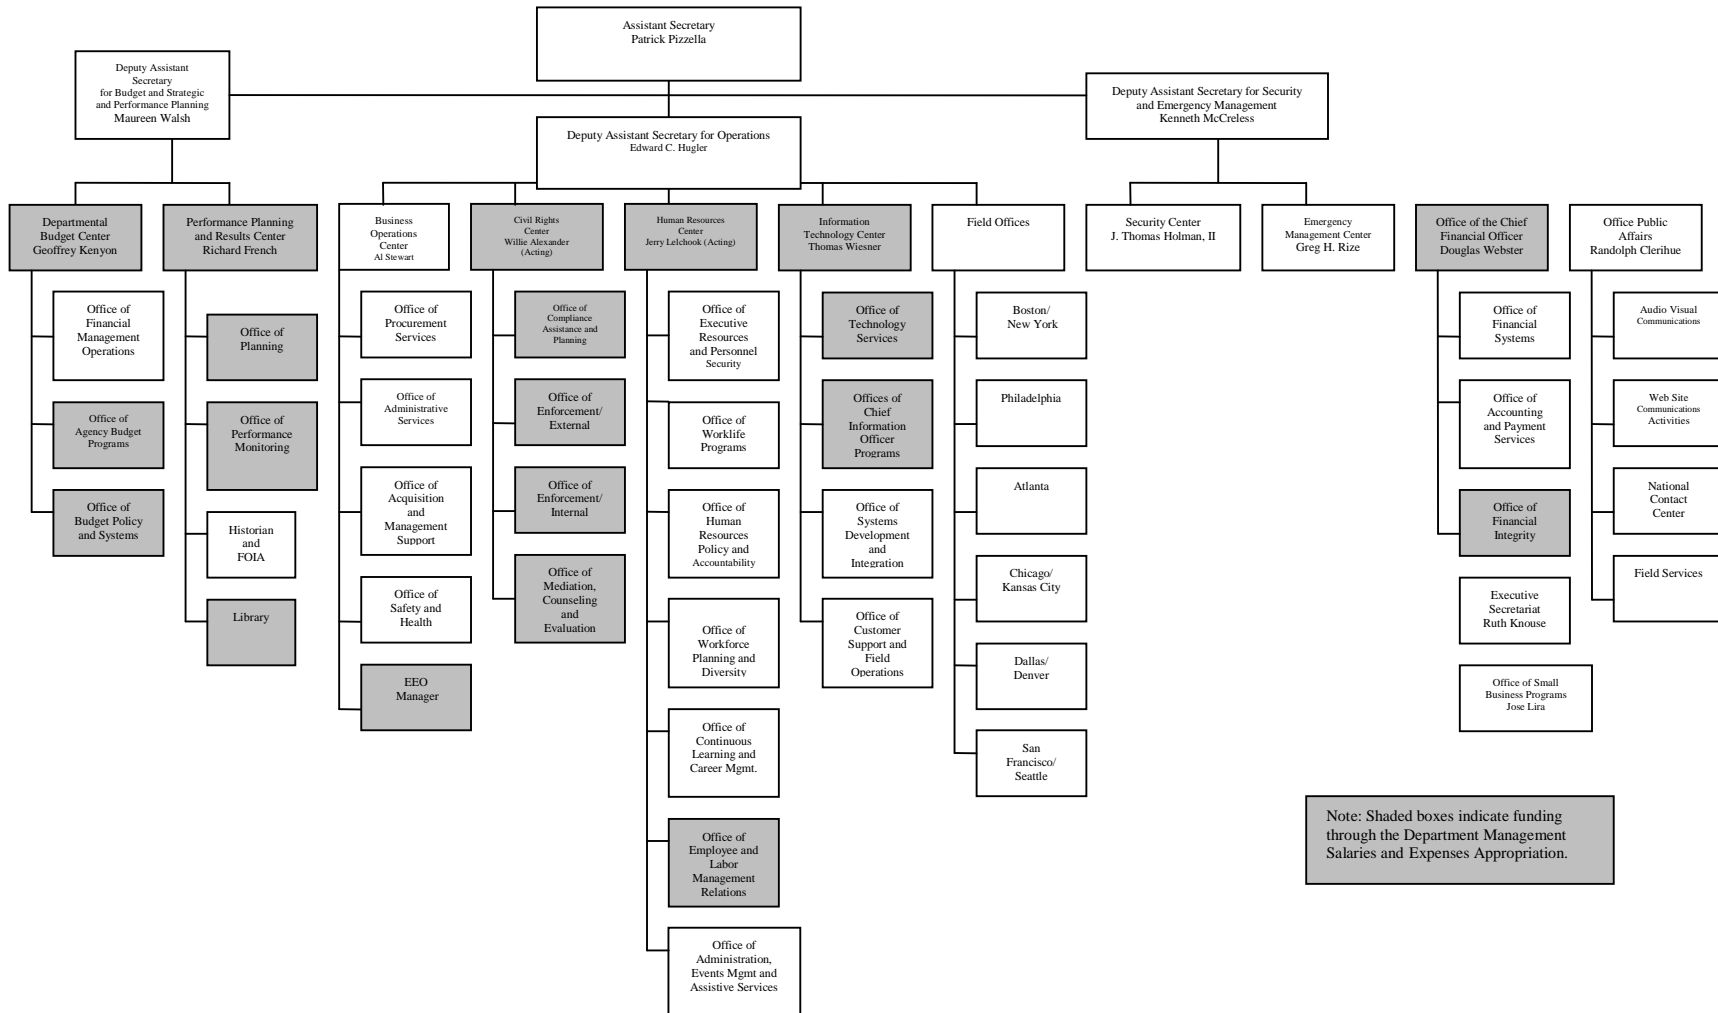 Assistant Secretary
Patrick Pizzella
Deputy Assistant
Secretary
for Budget and Strategic
and Performance Planning
Maureen Walsh
Deputy Assistant Secretary for Security
and Emergency Management
Kenneth McCreless
Deputy Assistant Secretary for Operations
Edward C. Hugler
Departmental
Budget Center
Geoffrey Kenyon
Performance Planning
and Results Center
Richard French
Business
Operations
Center
Al Stewart
Civil Rights
Center
Willie Alexander
(Acting)
Human Resources
Center
Jerry Lelchook (Acting)
Information
Technology Center
Thomas Wiesner
Field Offices
Security Center
J. Thomas Holman, II
Emergency
Management Center
Greg H. Rize
Office of the Chief
Financial Officer
Douglas Webster
Office Public
Affairs
Randolph Clerihue
Office of
Financial
Management
Operations
Office of
Agency Budget
Programs
Office of
Budget Policy
and Systems
Office of
Planning
Office of
Performance
Monitoring
Historian
and
FOIA
Library
Office of
Procurement
Services
Office of
Administrative
Services
Office of
Acquisition
and
Management
Support
Office of
Safety and
Health
EEO
Manager
Office of
Compliance
Assistance and
Planning
Office of
Enforcement/
External
Office of
Enforcement/
Internal
Office of
Mediation,
Counseling
and
Evaluation
Office of
Executive
Resources
and Personnel
Security
Office of
Worklife
Programs
Office of
Human
Resources
Policy and
Accountability
Office of
Workforce
Planning and
Diversity
Office of
Continuous
Learning and
Career Mgmt.
Office of
Employee and
Labor
Management
Relations
Office of
Administration,
Events Mgmt and
Assistive Services
Office of
Technology
Services
Offices of
Chief
Information
Officer
Programs
Office of
Systems
Development
and
Integration
Office of
Customer
Support and
Field
Operations
Boston/
New York
Philadelphia
Atlanta
Chicago/
Kansas City
Dallas/
Denver
San
Francisco/
Seattle
Office of
Financial
Systems
Office of
Accounting
and Payment
Services
Office of
Financial
Integrity
Executive
Secretariat
Ruth Knouse
Office of Small
Business Programs
Jose Lira
Audio Visual
Communications
Web Site
Communications
Activities
National
Contact
Center
Field Services
Note: Shaded boxes indicate funding
through the Department Management
Salaries and Expenses Appropriation.